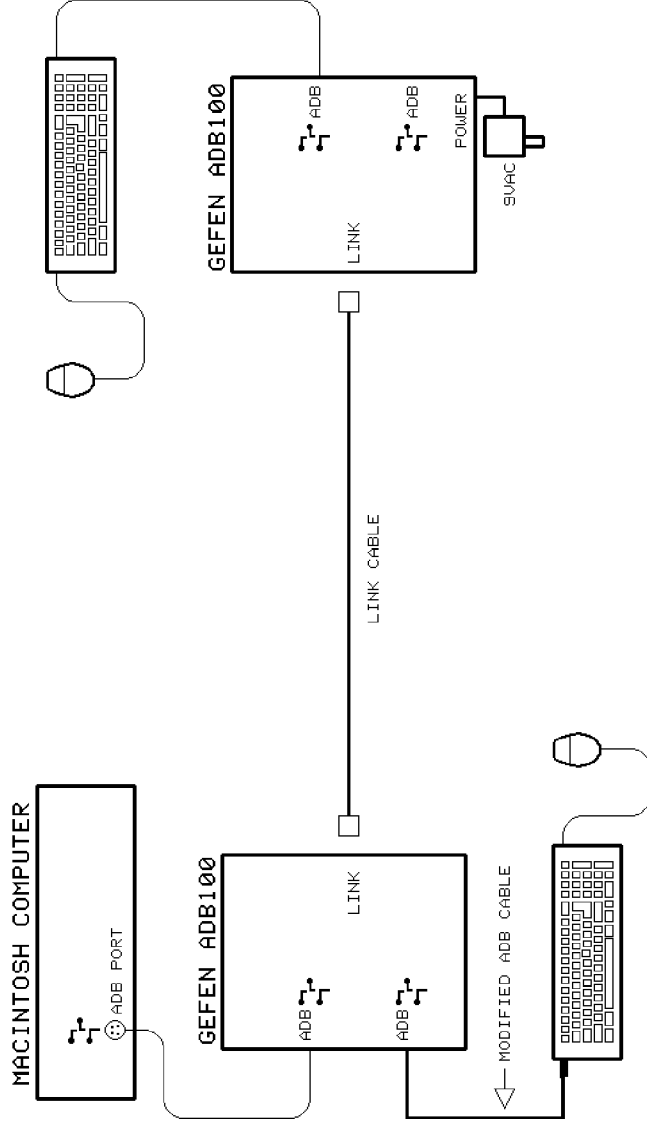 MACINTOSH COMPUTER
ADB PORT
GEFEN ADB100
ADB
ADB
LINK
MODIFIED ADB CABLE
LINK CABLE
GEFEN ADB100
LINK
ADB
ADB
POWER
9VAC